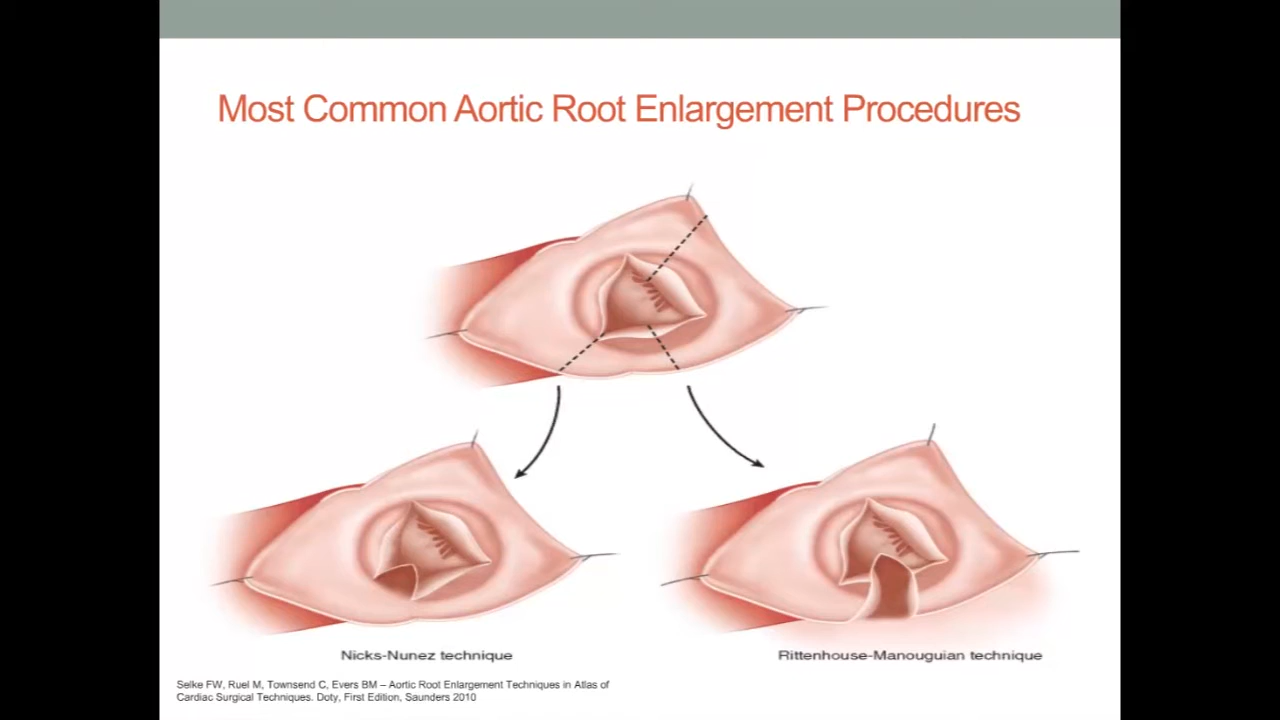 Most Common Aortic Root Enlargement Procedures
Nicks-Nunez technique
Rittenhouse-Manouguian technique
Selke FW, Ruel M, Townsend C, Evers BM – Aortic Root Enlargement Techniques in Atlas of
Cardiac Surgical Techniques. Doty, First Edition, Saunders 2010